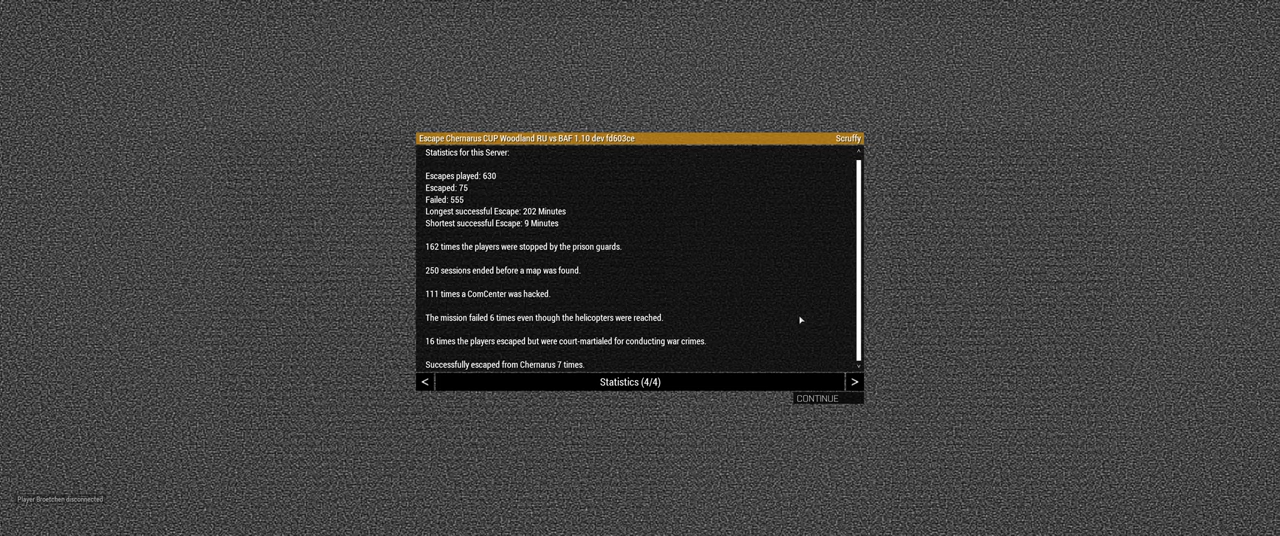 Escape Chernarus CUP Woodland RU vs BAF 1.10 dev fd603ce Scruffy
Statistics for this Server:
Escapes played: 630
Escaped: 75
Failed: 555
Longest successful Escape: 202 Minutes
Shortest successful Escape: 9 Minutes
162 times the players were stopped by the prison guards.
250 sessions ended before a map was found.
111 times a ComCenter was hacked.
The mission failed 6 times even though the helicopters were reached.
16 times the players escaped but were court-martialed for conducting war crimes.
Successfully escaped from Chernarus 7 times.
< Statistics (4/4) >
CONTINUE
Player Broetchen disconnected